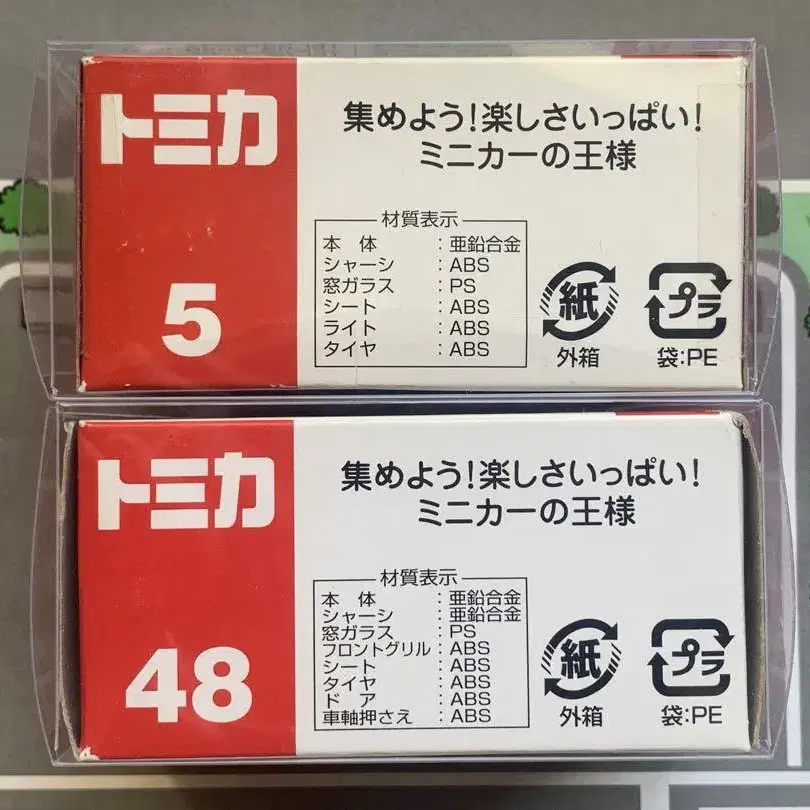 トミカ
5
集めよう!楽しさいっぱい!
ミニカーの王様
材質表示
本 体 : 亜鉛合金
シャーシ : ABS
窓ガラス : PS
シート : ABS
ライト : ABS
タイヤ : ABS
紙
外箱
プラ
袋:PE
トミカ
48
集めよう!楽しさいっぱい!
ミニカーの王様
材質表示
本 体 : 亜鉛合金
シャーシ : 亜鉛合金
窓ガラス : PS
フロントグリル : ABS
シート : ABS
タイヤ : ABS
ド ア : ABS
車軸押さえ : ABS
紙
外箱
プラ
袋:PE